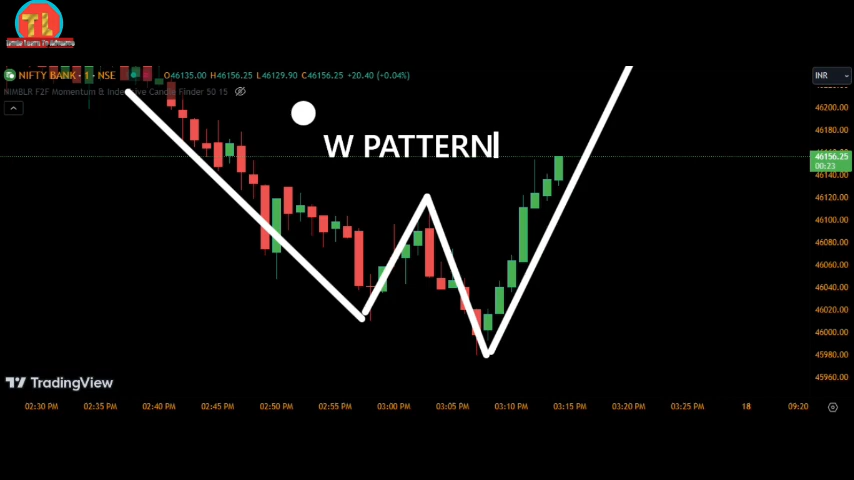 TL
NIFTY BANK · 1 · NSE O46135.00 H46156.25 L46129.90 C46156.25 +20.40 (+0.04%)
INR
NIMBLR F2F Momentum & Indecisive Candle Finder 50 15
W PATTERN
46200.00
46180.00
46156.25
00:23
46140.00
46120.00
46100.00
46080.00
46060.00
46040.00
46020.00
46000.00
45980.00
45960.00
TradingView
02:30 PM 02:35 PM 02:40 PM 02:45 PM 02:50 PM 02:55 PM 03:00 PM 03:05 PM 03:10 PM 03:15 PM 03:20 PM 03:25 PM 18 09:20